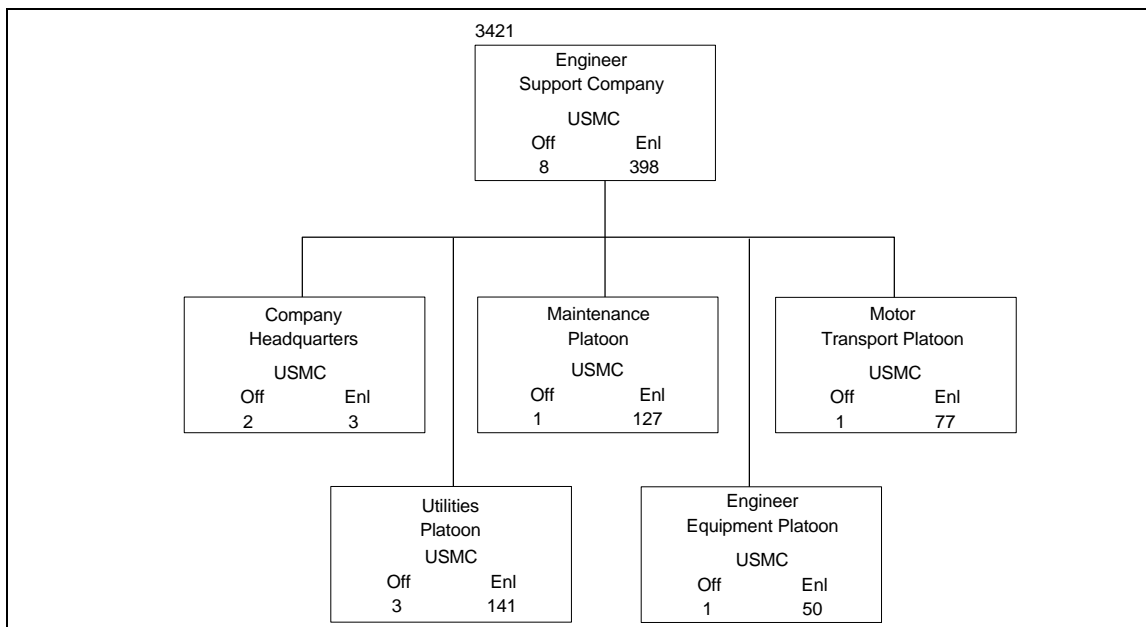 3421
Engineer
Support Company
USMC
Off Enl
8 398
Company
Headquarters
USMC
Off Enl
2 3
Maintenance
Platoon
USMC
Off Enl
1 127
Motor
Transport Platoon
USMC
Off Enl
1 77
Utilities
Platoon
USMC
Off Enl
3 141
Engineer
Equipment Platoon
USMC
Off Enl
1 50